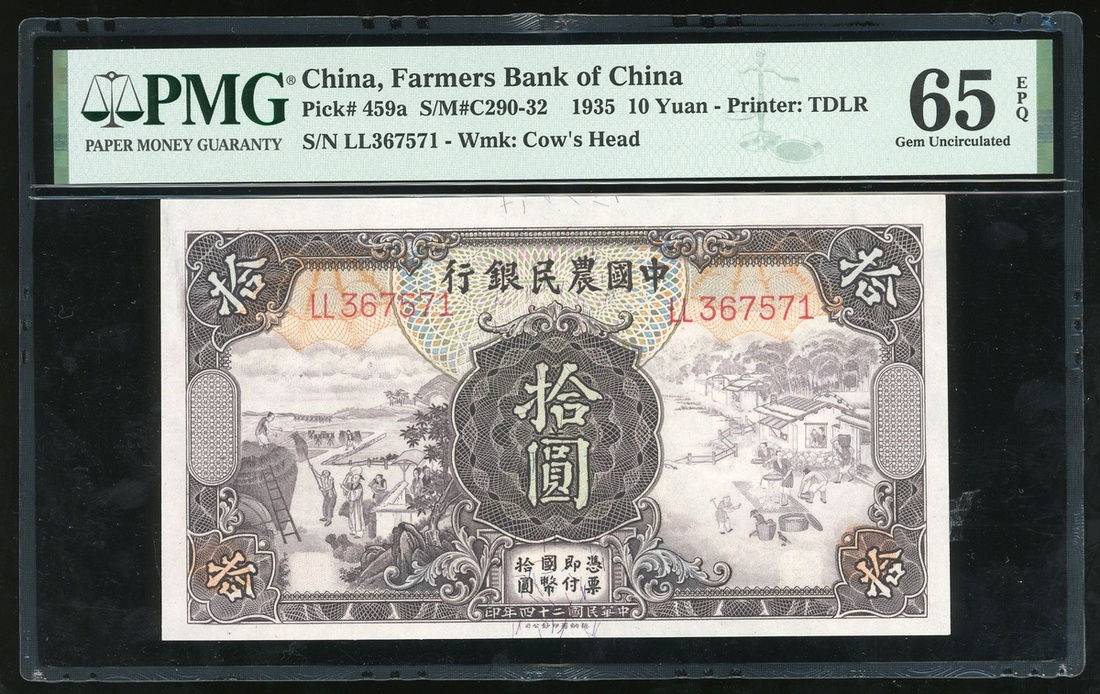 PMG® China, Farmers Bank of China
Pick# 459a S/M#C290-32 1935 10 Yuan - Printer: TDLR
PAPER MONEY GUARANTY
S/N LL367571 - Wmk: Cow's Head
65 EPQ
Gem Uncirculated
中國農民銀行
拾
拾
LL367571
LL367571
拾圓
憑票
即付
國幣
拾圓
拾
拾
中華民國二十四年印